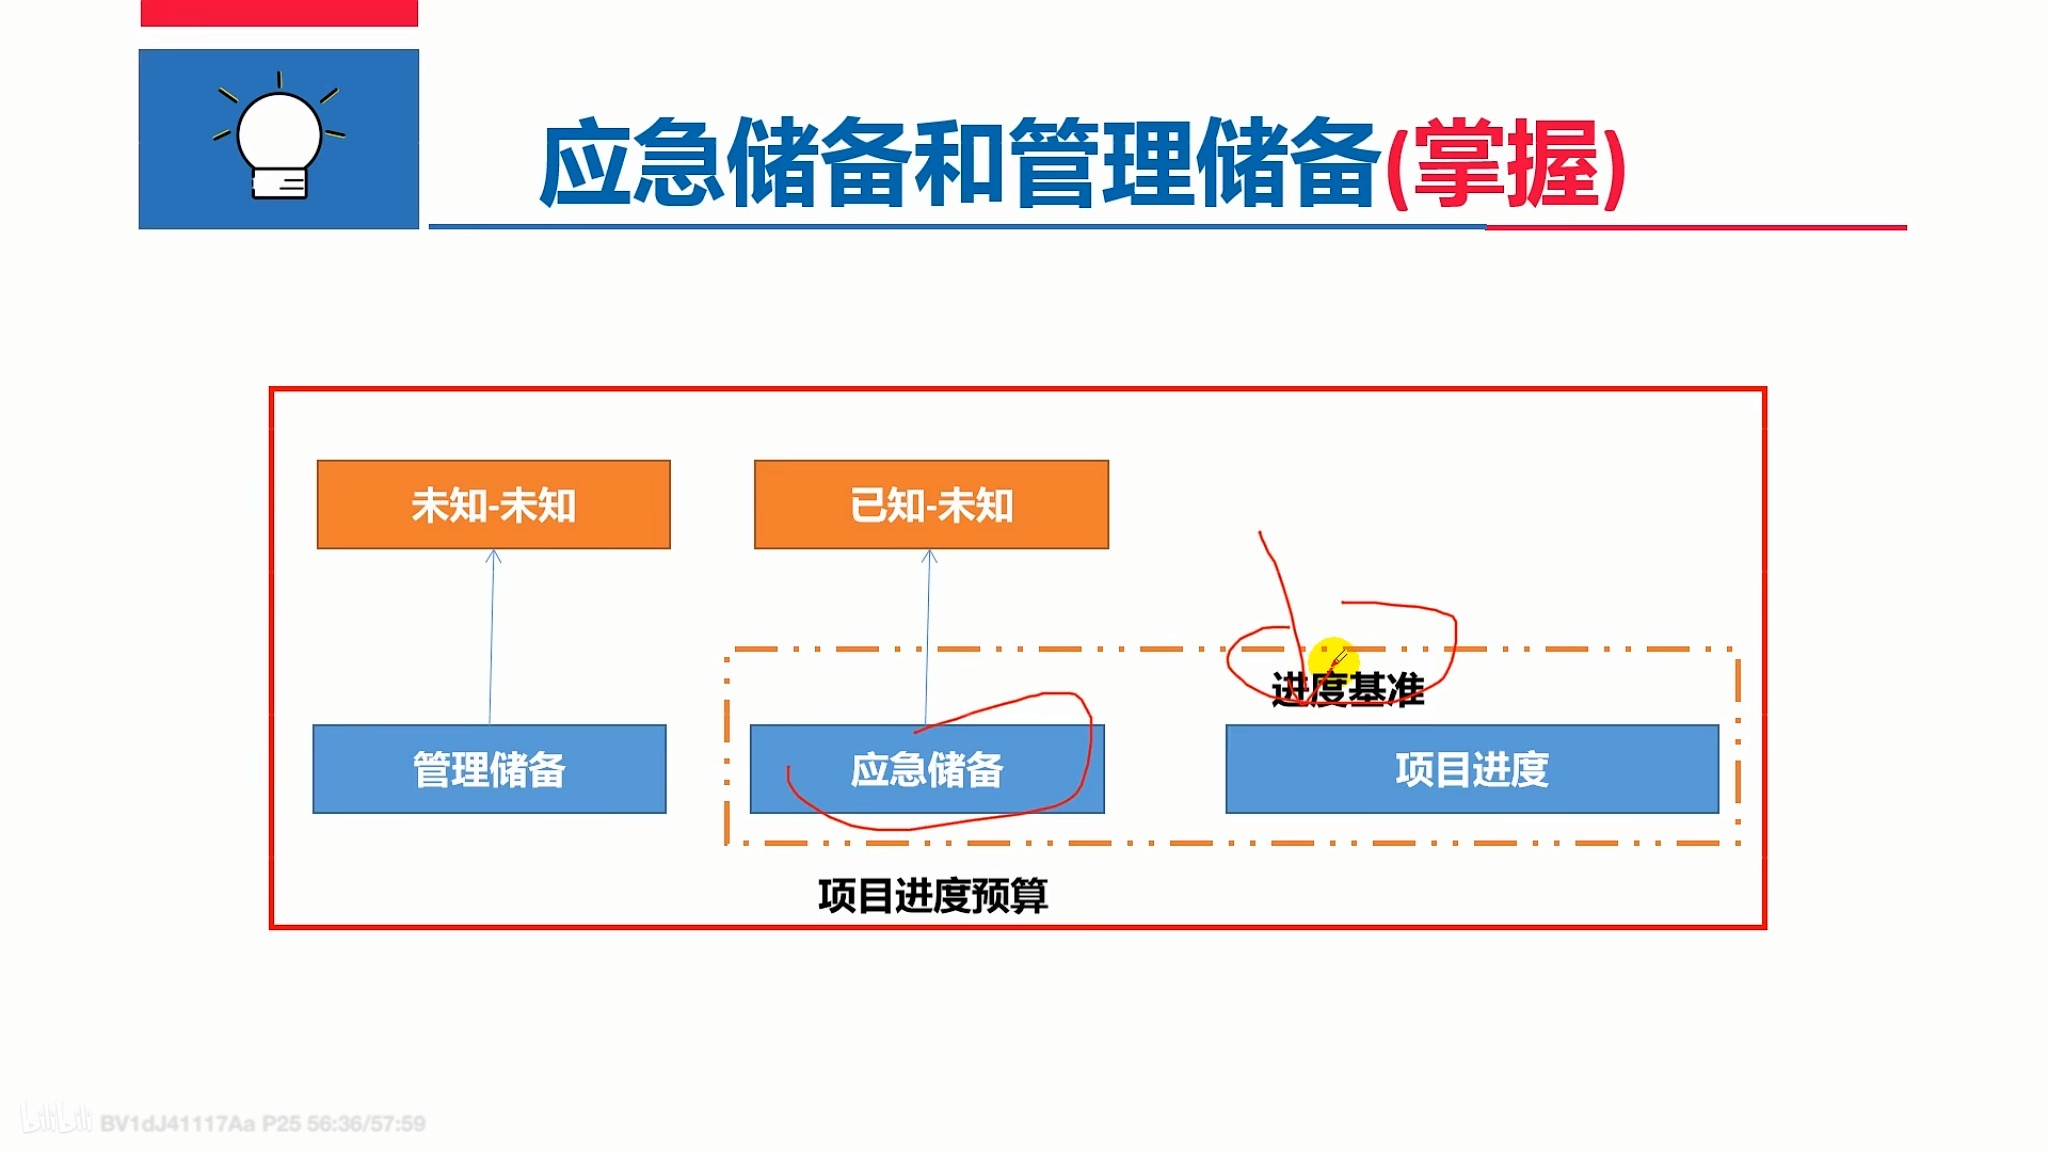 应急储备和管理储备(掌握)
未知-未知
已知-未知
进度基准
管理储备
应急储备
项目进度
项目进度预算
bilibili BV1dJ41117Aa P25 56:36/57:59